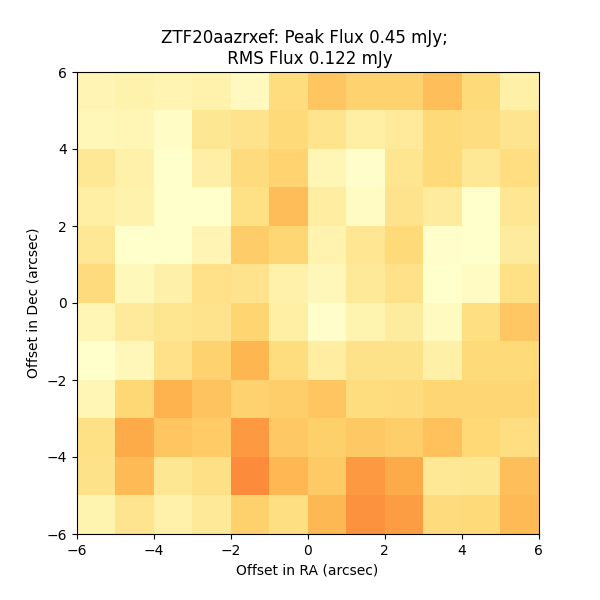 ZTF20aazrxef: Peak Flux 0.45 mJy;
RMS Flux 0.122 mJy
6
4
2
0
−2
−4
−6
Offset in Dec (arcsec)
−6 −4 −2 0 2 4 6
Offset in RA (arcsec)